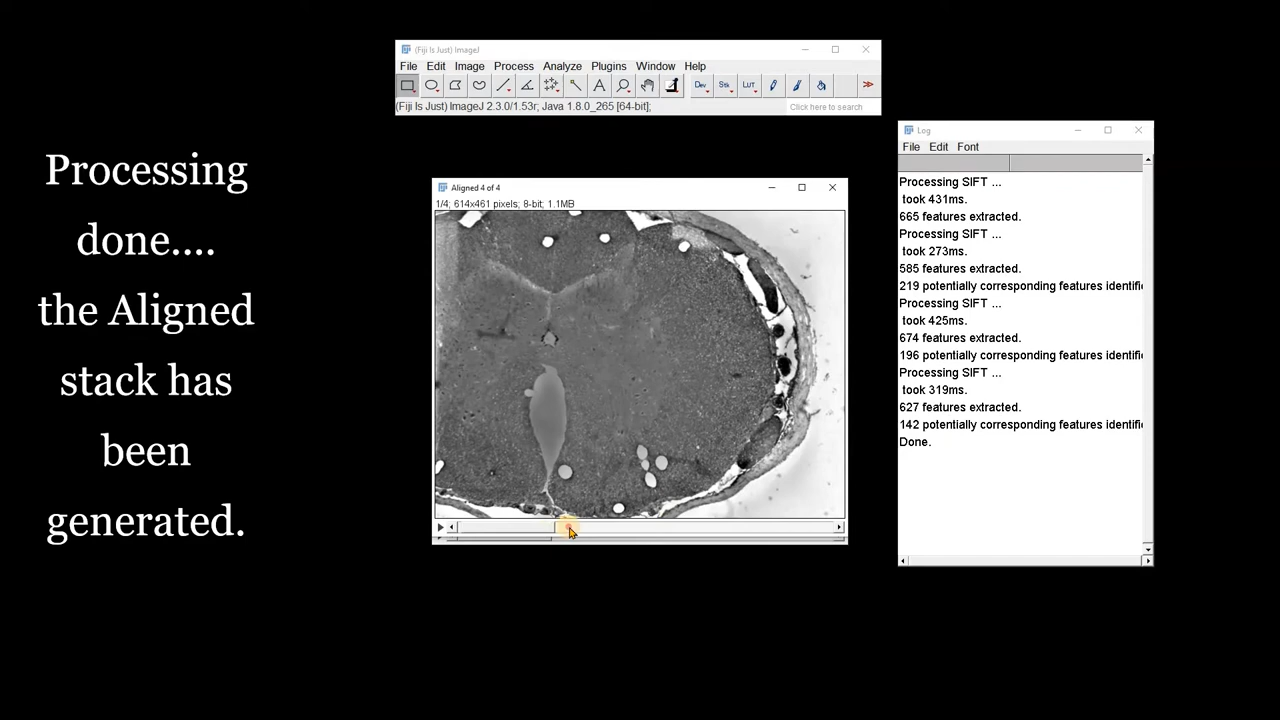 (Fiji Is Just) ImageJ
File Edit Image Process Analyze Plugins Window Help
A Dev Stk LUT
(Fiji Is Just) ImageJ 2.3.0/1.53r; Java 1.8.0_265 [64-bit]; Click here to search
Processing
done....
the Aligned
stack has
been
generated.
Aligned 4 of 4
1/4; 614x461 pixels; 8-bit; 1.1MB
Log
File Edit Font
Processing SIFT ...
took 431ms.
665 features extracted.
Processing SIFT ...
took 273ms.
585 features extracted.
219 potentially corresponding features identifi
Processing SIFT ...
took 425ms.
674 features extracted.
196 potentially corresponding features identifi
Processing SIFT ...
took 319ms.
627 features extracted.
142 potentially corresponding features identifi
Done.